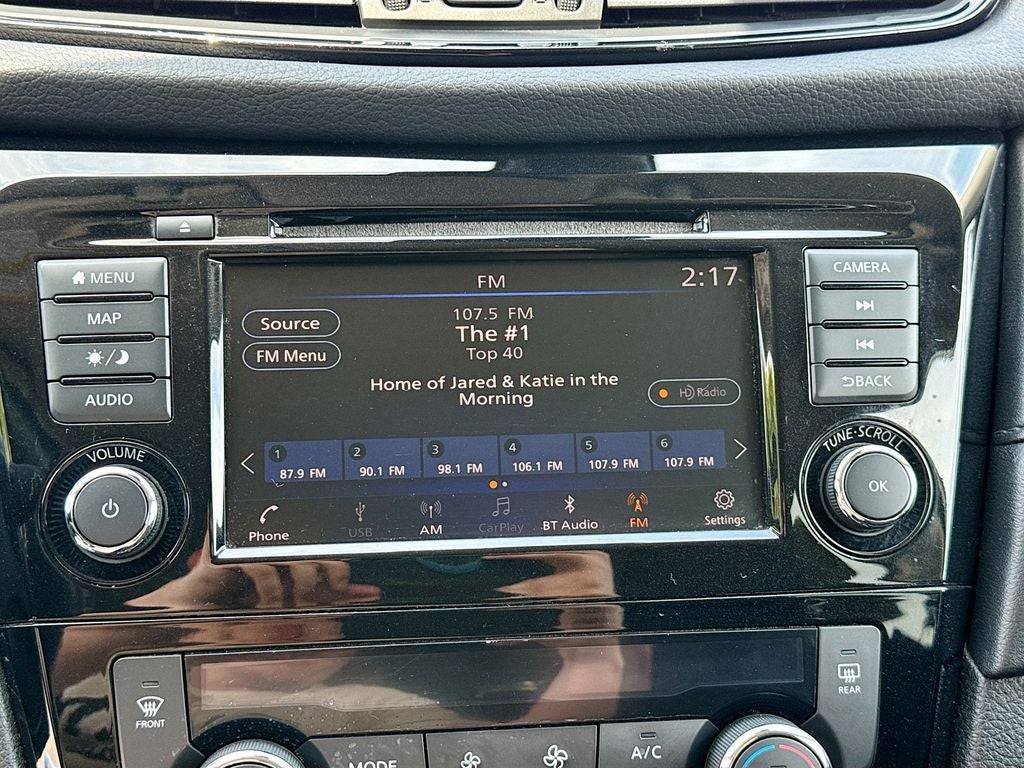 MENU
MAP
AUDIO
VOLUME
FM
2:17
Source
FM Menu
107.5 FM
The #1
Top 40
Home of Jared & Katie in the
Morning
HD Radio
1 87.9 FM
2 90.1 FM
3 98.1 FM
4 106.1 FM
5 107.9 FM
6 107.9 FM
Phone
USB
AM
CarPlay
BT Audio
FM
Settings
CAMERA
BACK
TUNE·SCROLL
OK
FRONT
MODE
A/C
REAR